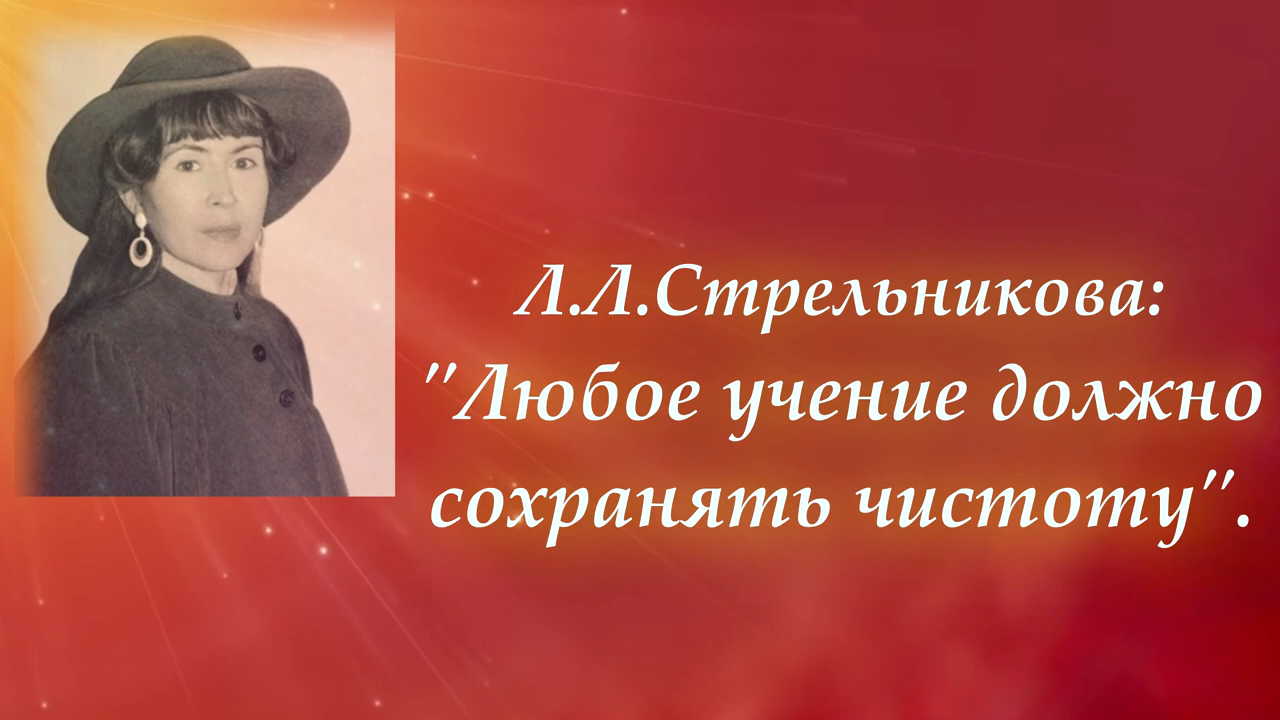 Л.Л.Стрельникова:
"Любое учение должно
сохранять чистоту".